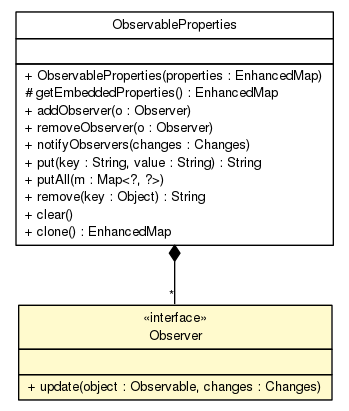 ObservableProperties
+ ObservableProperties(properties : EnhancedMap)
# getEmbeddedProperties() : EnhancedMap
+ addObserver(o : Observer)
+ removeObserver(o : Observer)
+ notifyObservers(changes : Changes)
+ put(key : String, value : String) : String
+ putAll(m : Map<?, ?>)
+ remove(key : Object) : String
+ clear()
+ clone() : EnhancedMap
*
«interface»
Observer
+ update(object : Observable, changes : Changes)